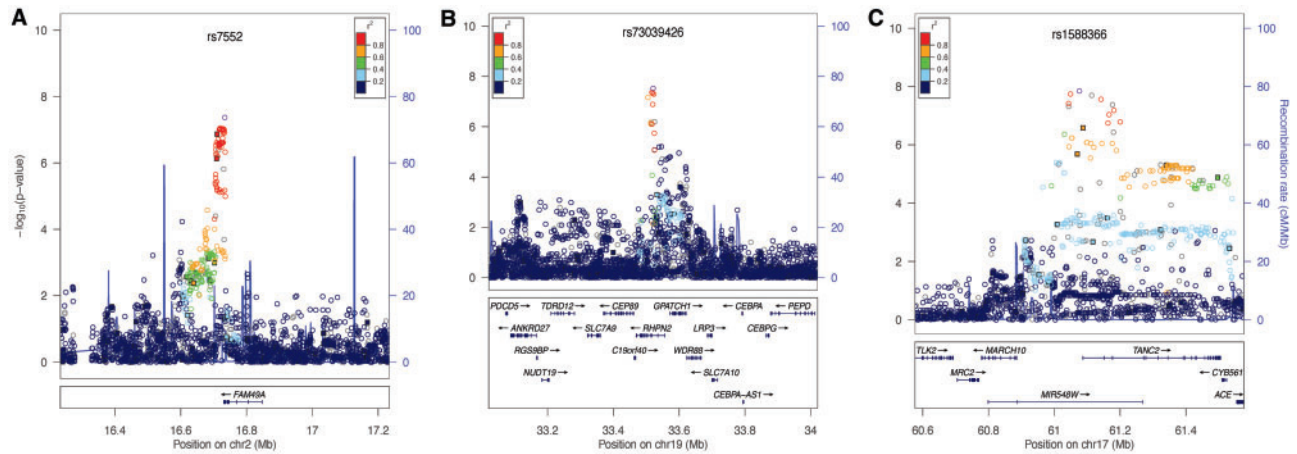 A
rs7552
r²
0.8
0.6
0.4
0.2
10
8
6
4
2
0
−log10(p−value)
100
80
60
40
20
0
FAM49A
16.4
16.6
16.8
17
17.2
Position on chr2 (Mb)
B
rs73039426
r²
0.8
0.6
0.4
0.2
10
8
6
4
2
0
100
80
60
40
20
0
PDCD5
TDRD12
CEP89
GPATCH1
CEBPA
PEPD
ANKRD27
SLC7A9
RHPN2
LRP3
CEBPG
RGS9BP
C19orf40
WDR88
NUDT19
SLC7A10
CEBPA−AS1
33.2
33.4
33.6
33.8
34
Position on chr19 (Mb)
C
rs1588366
r²
0.8
0.6
0.4
0.2
10
8
6
4
2
0
100
80
60
40
20
0
Recombination rate (cM/Mb)
TLK2
MARCH10
TANC2
MRC2
CYB561
MIR548W
ACE
60.6
60.8
61
61.2
61.4
Position on chr17 (Mb)